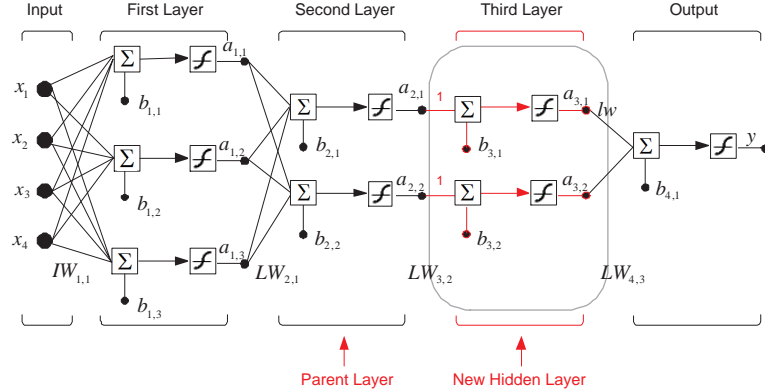 Input First Layer Second Layer Third Layer Output
Σ a1,1
x1
b1,1
Σ a2,1 1 Σ a3,1 lw
x2
Σ a1,2 b2,1 b3,1 Σ y
x3
b1,2 Σ a2,2 1 Σ a3,2 b4,1
x4
b2,2 b3,2
Σ a1,3
IW1,1 LW2,1 LW3,2 LW4,3
b1,3
Parent Layer New Hidden Layer